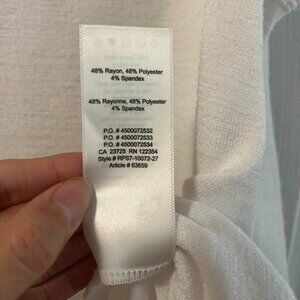 48% Rayon, 48% Polyester
4% Spandex
48% Rayonne, 48% Polyester
4% Spandex
P.O. # 4500072532
P.O. # 4500072533
P.O. # 4500072534
CA 23725 RN 122354
Style # RPS7-10072-27
Article # 63659